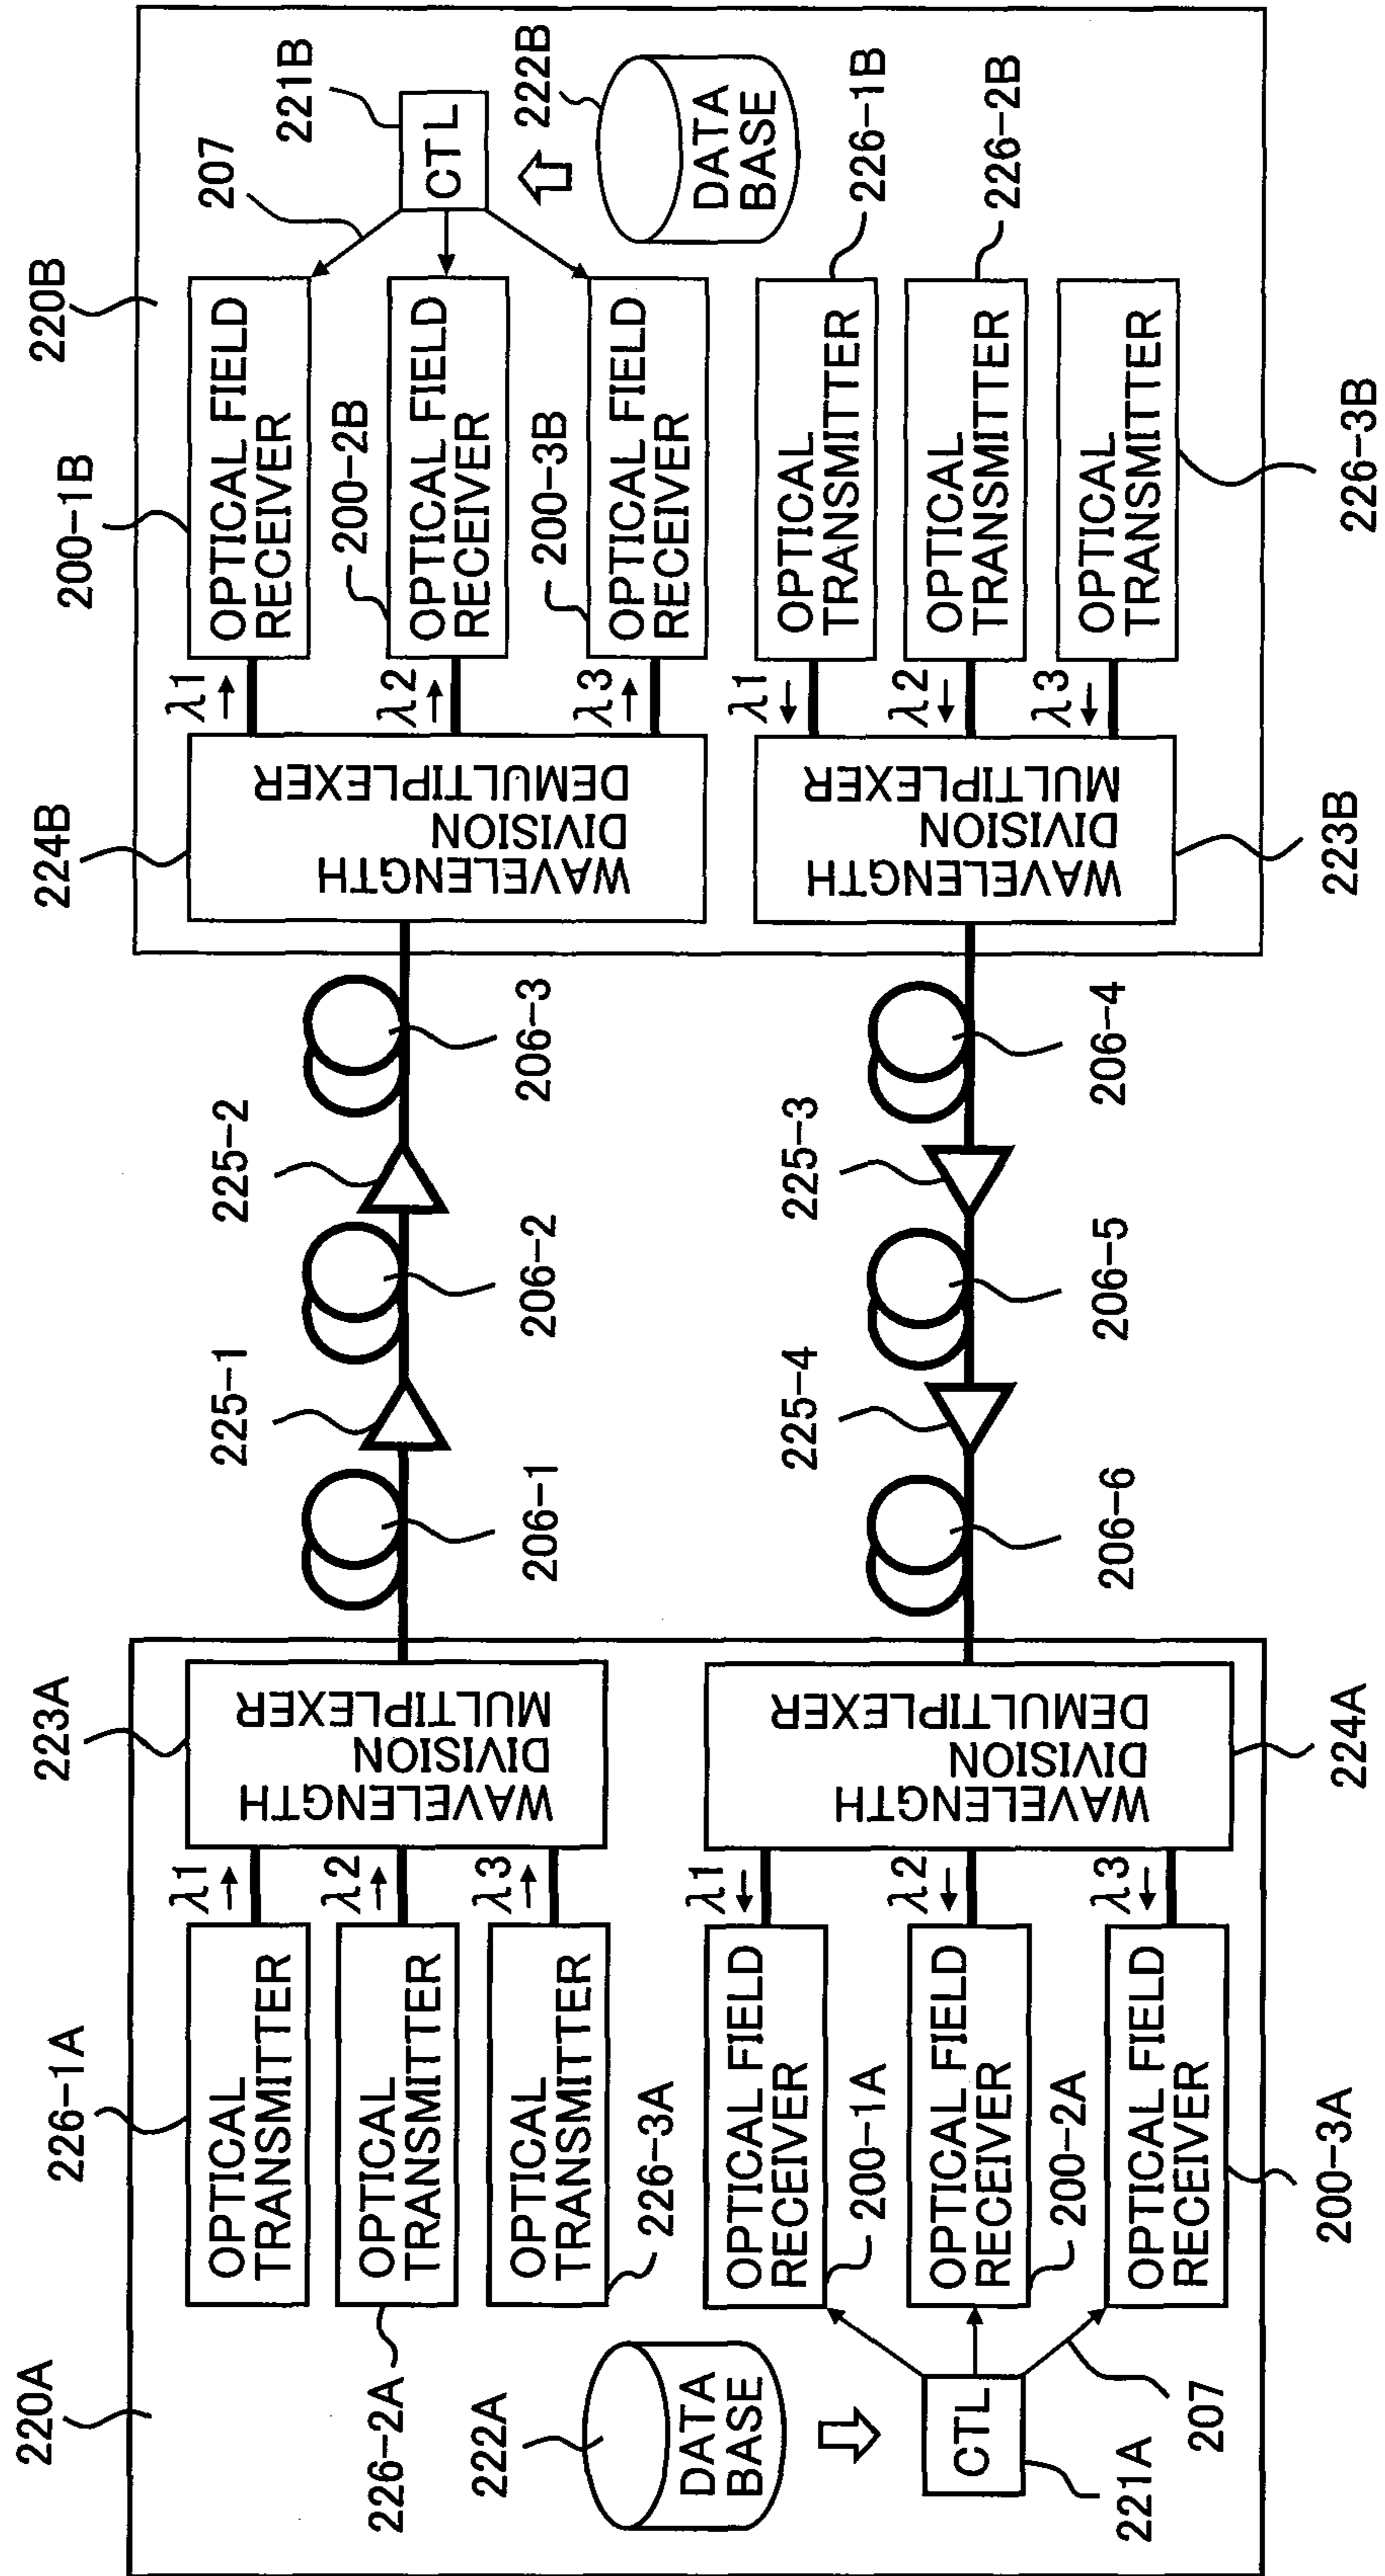 220A
226-1A
OPTICAL
TRANSMITTER
λ1
226-2A
OPTICAL
TRANSMITTER
λ2
OPTICAL
TRANSMITTER
λ3
226-3A
223A
WAVELENGTH
DIVISION
MULTIPLEXER
222A
DATA
BASE
CTL
221A
207
OPTICAL FIELD
RECEIVER
λ1
200-1A
OPTICAL FIELD
RECEIVER
λ2
200-2A
OPTICAL FIELD
RECEIVER
λ3
200-3A
WAVELENGTH
DIVISION
DEMULTIPLEXER
224A
206-1
225-1
206-2
225-2
206-3
206-6
225-4
206-5
225-3
206-4
220B
224B
WAVELENGTH
DIVISION
DEMULTIPLEXER
200-1B
λ1
OPTICAL FIELD
RECEIVER
200-2B
λ2
OPTICAL FIELD
RECEIVER
200-3B
λ3
OPTICAL FIELD
RECEIVER
207
221B
CTL
222B
DATA
BASE
WAVELENGTH
DIVISION
MULTIPLEXER
223B
λ1
OPTICAL
TRANSMITTER
226-1B
λ2
OPTICAL
TRANSMITTER
226-2B
λ3
OPTICAL
TRANSMITTER
226-3B